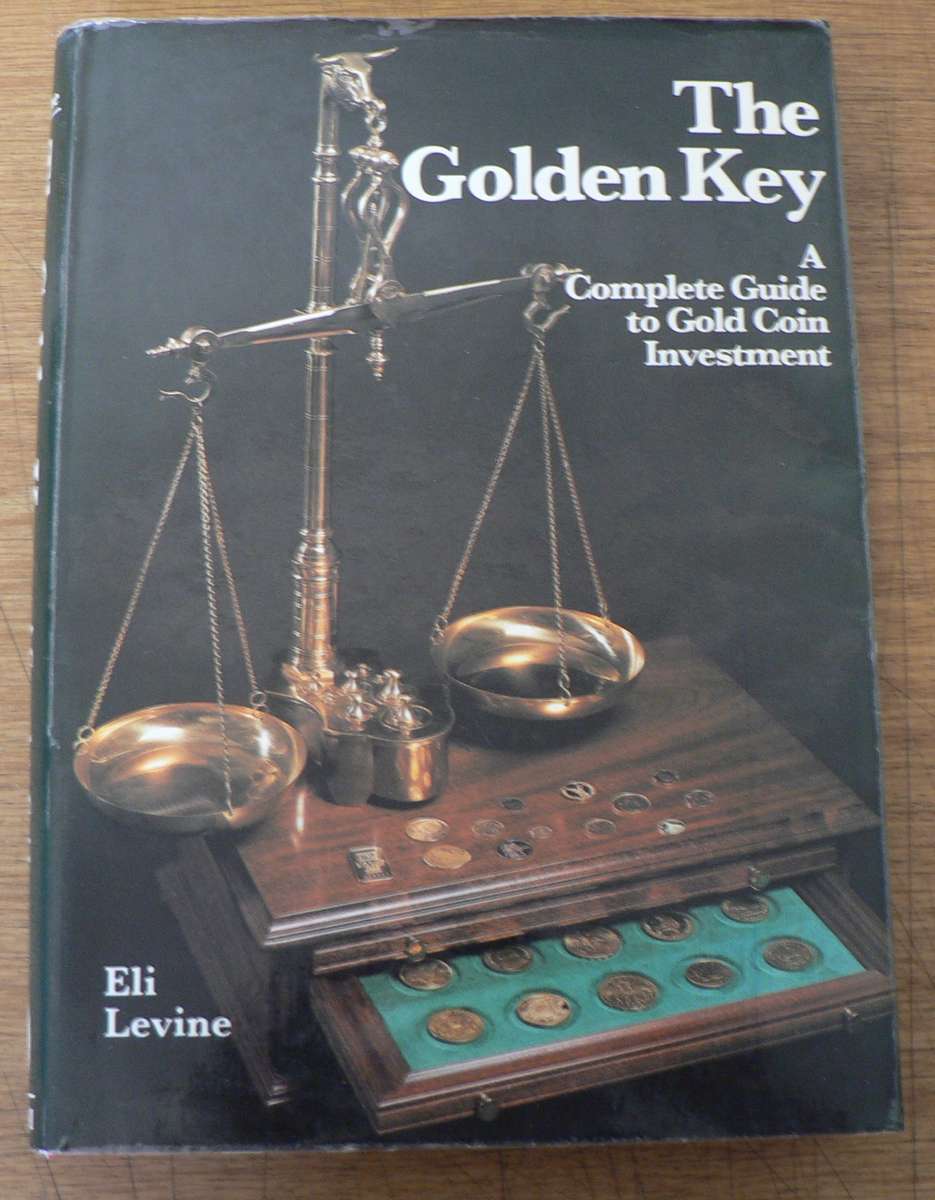 The
Golden Key
A
Complete Guide
to Gold Coin
Investment
Eli
Levine